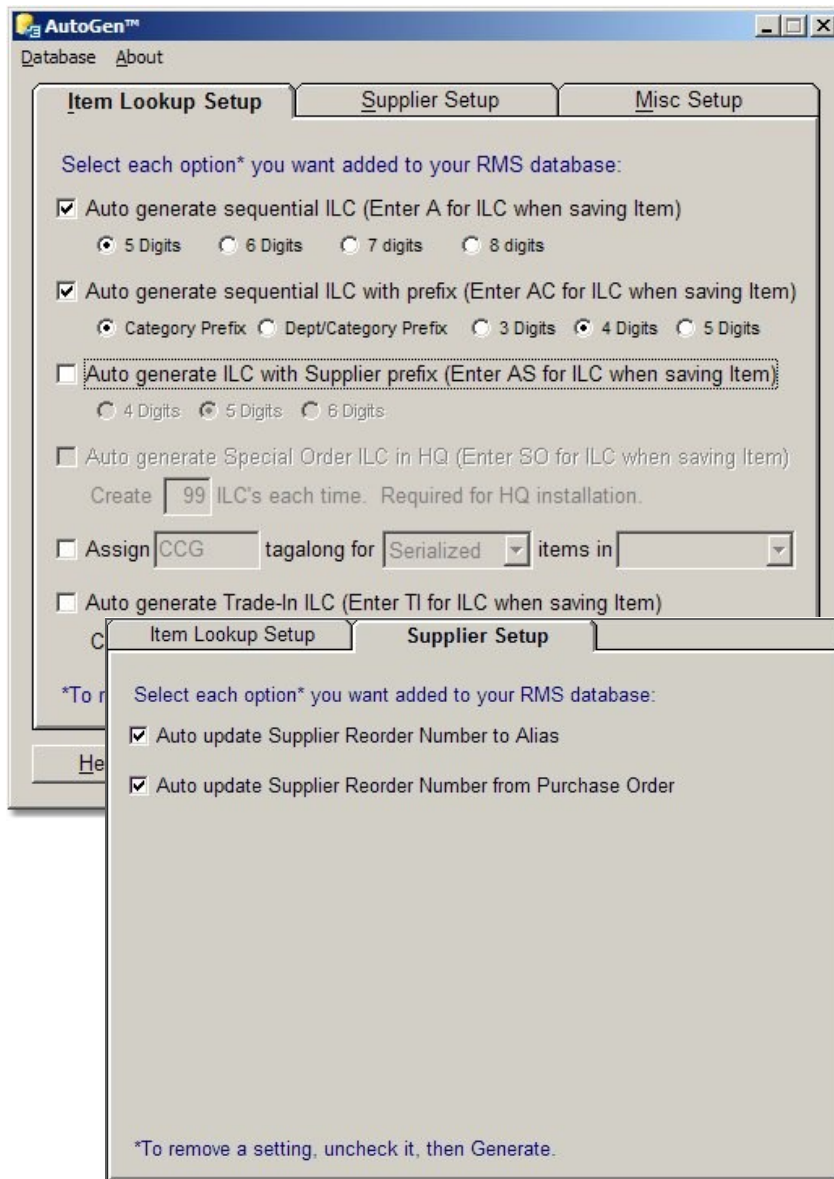 AutoGen™
Database About
Item Lookup Setup Supplier Setup Misc Setup
Select each option* you want added to your RMS database:
Auto generate sequential ILC (Enter A for ILC when saving Item)
5 Digits 6 Digits 7 digits 8 digits
Auto generate sequential ILC with prefix (Enter AC for ILC when saving Item)
Category Prefix Dept/Category Prefix 3 Digits 4 Digits 5 Digits
Auto generate ILC with Supplier prefix (Enter AS for ILC when saving Item)
4 Digits 5 Digits 6 Digits
Auto generate Special Order ILC in HQ (Enter SO for ILC when saving Item)
Create 99 ILC's each time. Required for HQ installation.
Assign CCG tagalong for Serialized items in
Auto generate Trade-In ILC (Enter TI for ILC when saving Item)
C
*To r
He
Item Lookup Setup Supplier Setup
Select each option* you want added to your RMS database:
Auto update Supplier Reorder Number to Alias
Auto update Supplier Reorder Number from Purchase Order
*To remove a setting, uncheck it, then Generate.